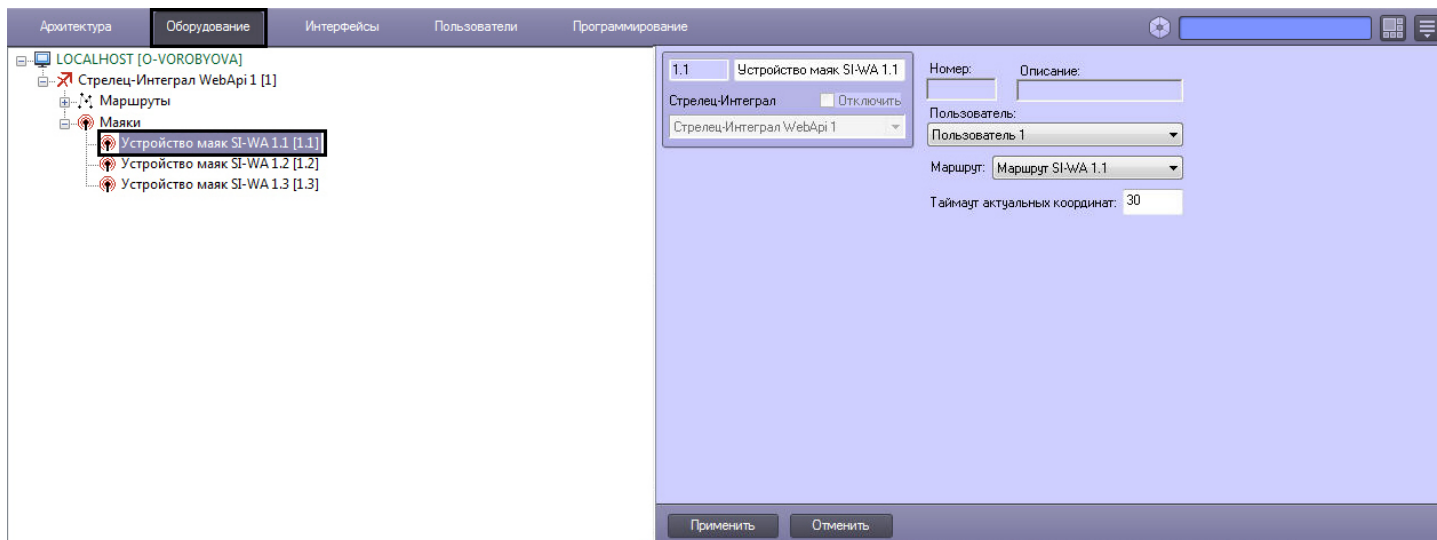 Архитектура Оборудование Интерфейсы Пользователи Программирование
LOCALHOST [O-VOROBYOVA]
Стрелец-Интеграл WebApi 1 [1]
Маршруты
Маяки
Устройство маяк SI-WA 1.1 [1.1]
Устройство маяк SI-WA 1.2 [1.2]
Устройство маяк SI-WA 1.3 [1.3]
1.1 Устройство маяк SI-WA 1.1
Стрелец-Интеграл Отключить
Стрелец-Интеграл WebApi 1
Номер: Описание:
Пользователь:
Пользователь 1
Маршрут: Маршрут SI-WA 1.1
Таймаут актуальных координат: 30
Применить Отменить